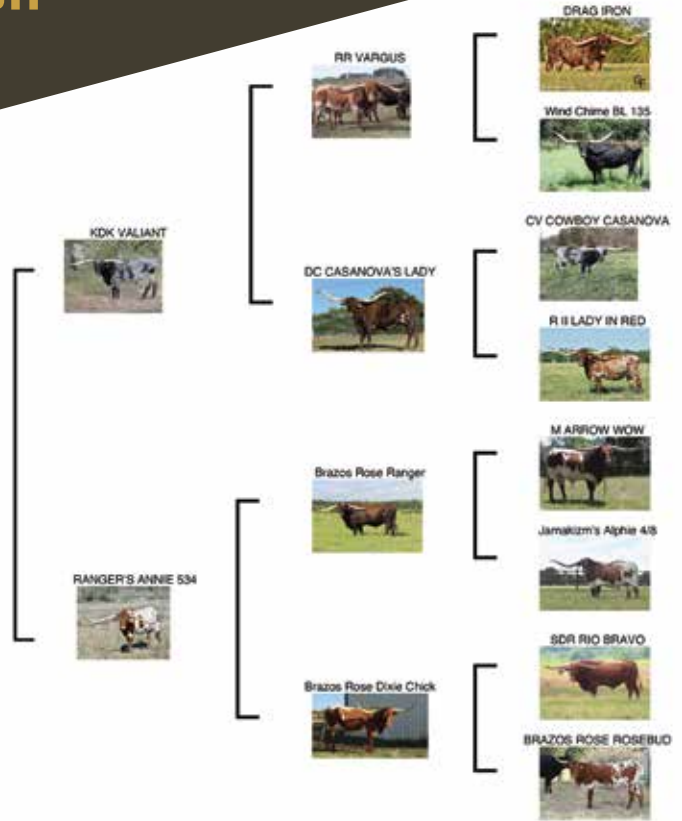 DRAG IRON
RR VARGUS
Wind Chime BL 135
KDK VALIANT
CV COWBOY CASANOVA
DC CASANOVA'S LADY
R II LADY IN RED
M ARROW WOW
Brazos Rose Ranger
Jamakizm's Alphie 4/8
RANGER'S ANNIE 534
SDR RIO BRAVO
Brazos Rose Dixie Chick
BRAZOS ROSE ROSEBUD